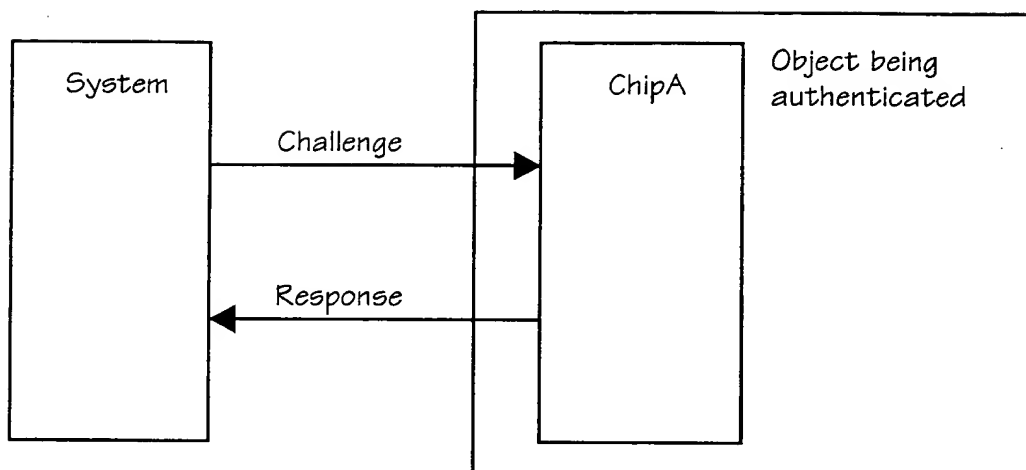 System
ChipA
Object being
authenticated
Challenge
Response